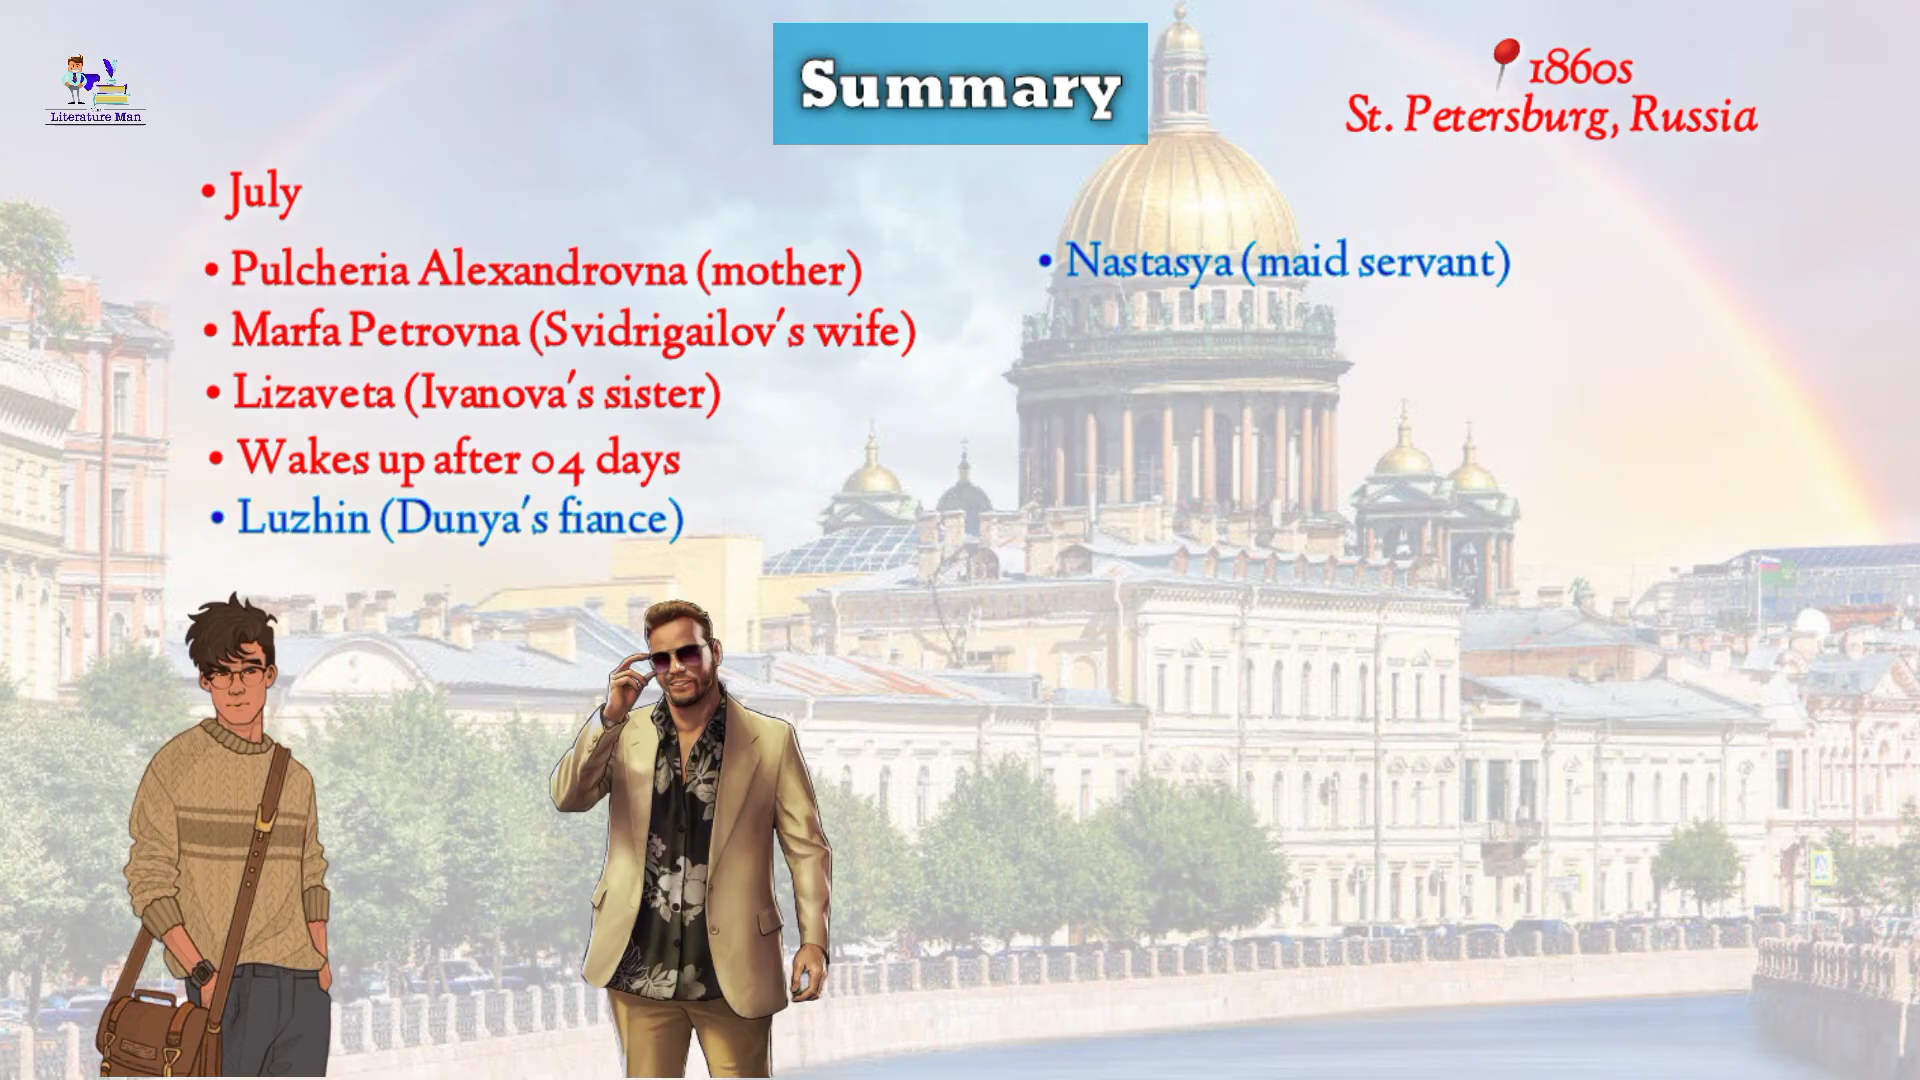 Literature Man
Summary
1860s
St. Petersburg, Russia
• July
• Pulcheria Alexandrovna (mother)
• Marfa Petrovna (Svidrigailov's wife)
• Lizaveta (Ivanova's sister)
• Wakes up after 04 days
• Luzhin (Dunya's fiance)
• Nastasya (maid servant)